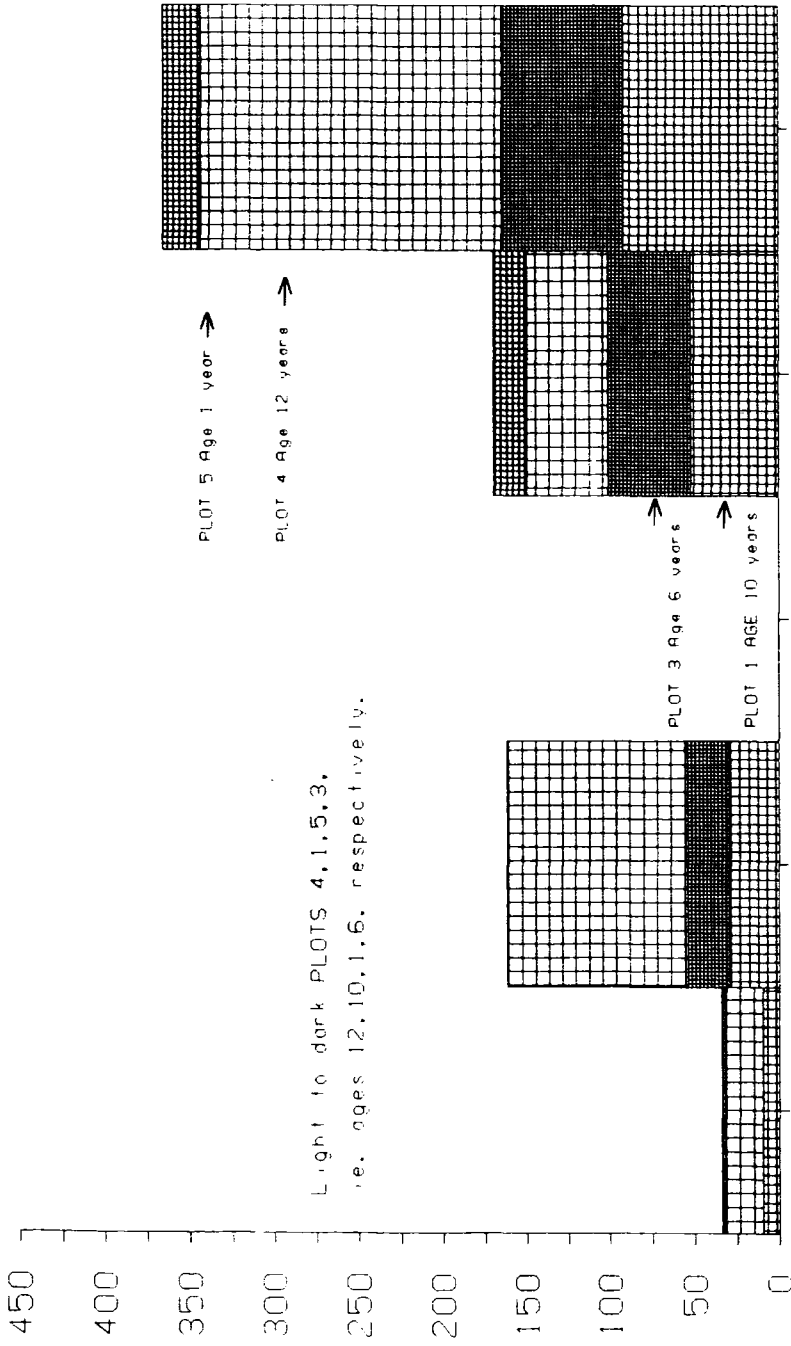 450
400
350
300
250
200
150
100
50
0
Light to dark PLOTS 4,1,5,3,
ie. ages 12,10,1,6, respectively.
PLOT 5 Age 1 year
PLOT 4 Age 12 years
PLOT 3 Age 6 years
PLOT 1 AGE 10 years